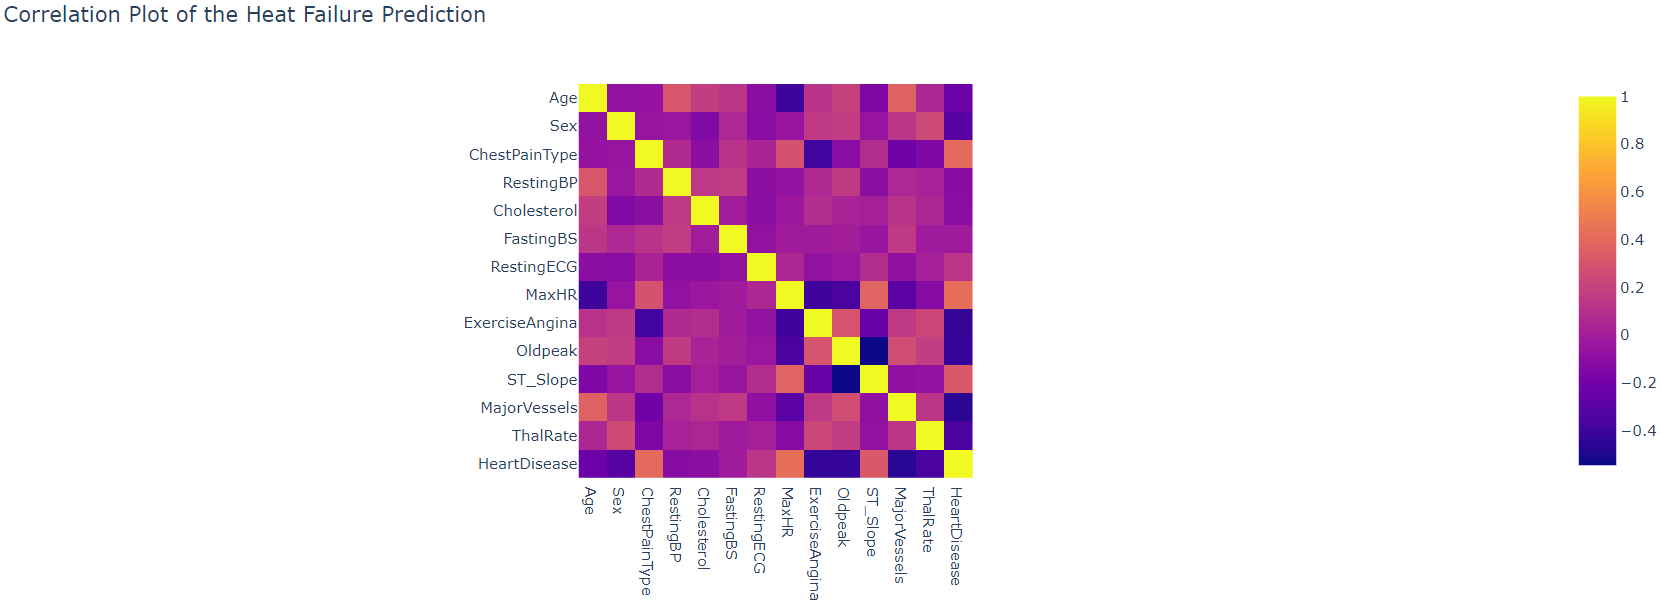 Correlation Plot of the Heat Failure Prediction
Age
Sex
ChestPainType
RestingBP
Cholesterol
FastingBS
RestingECG
MaxHR
ExerciseAngina
Oldpeak
ST_Slope
MajorVessels
ThalRate
HeartDisease
Age
Sex
ChestPainType
RestingBP
Cholesterol
FastingBS
RestingECG
MaxHR
ExerciseAngina
Oldpeak
ST_Slope
MajorVessels
ThalRate
HeartDisease
1
0.8
0.6
0.4
0.2
0
−0.2
−0.4